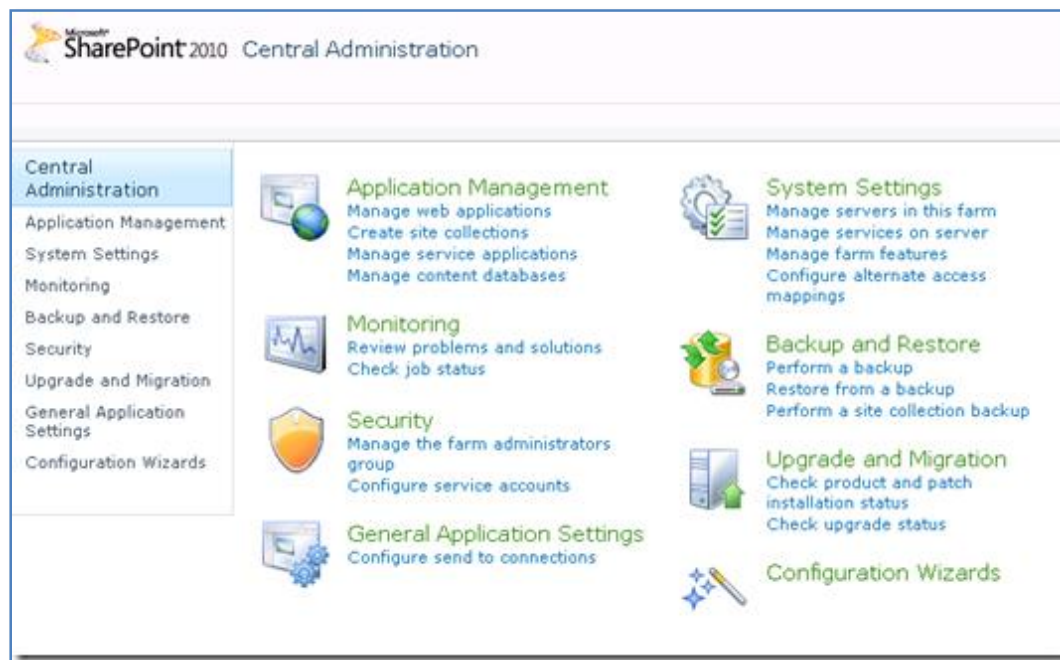 Microsoft
SharePoint 2010 Central Administration
Central
Administration
Application Management
System Settings
Monitoring
Backup and Restore
Security
Upgrade and Migration
General Application
Settings
Configuration Wizards
Application Management
Manage web applications
Create site collections
Manage service applications
Manage content databases
Monitoring
Review problems and solutions
Check job status
Security
Manage the farm administrators
group
Configure service accounts
General Application Settings
Configure send to connections
System Settings
Manage servers in this farm
Manage services on server
Manage farm features
Configure alternate access
mappings
Backup and Restore
Perform a backup
Restore from a backup
Perform a site collection backup
Upgrade and Migration
Check product and patch
installation status
Check upgrade status
Configuration Wizards